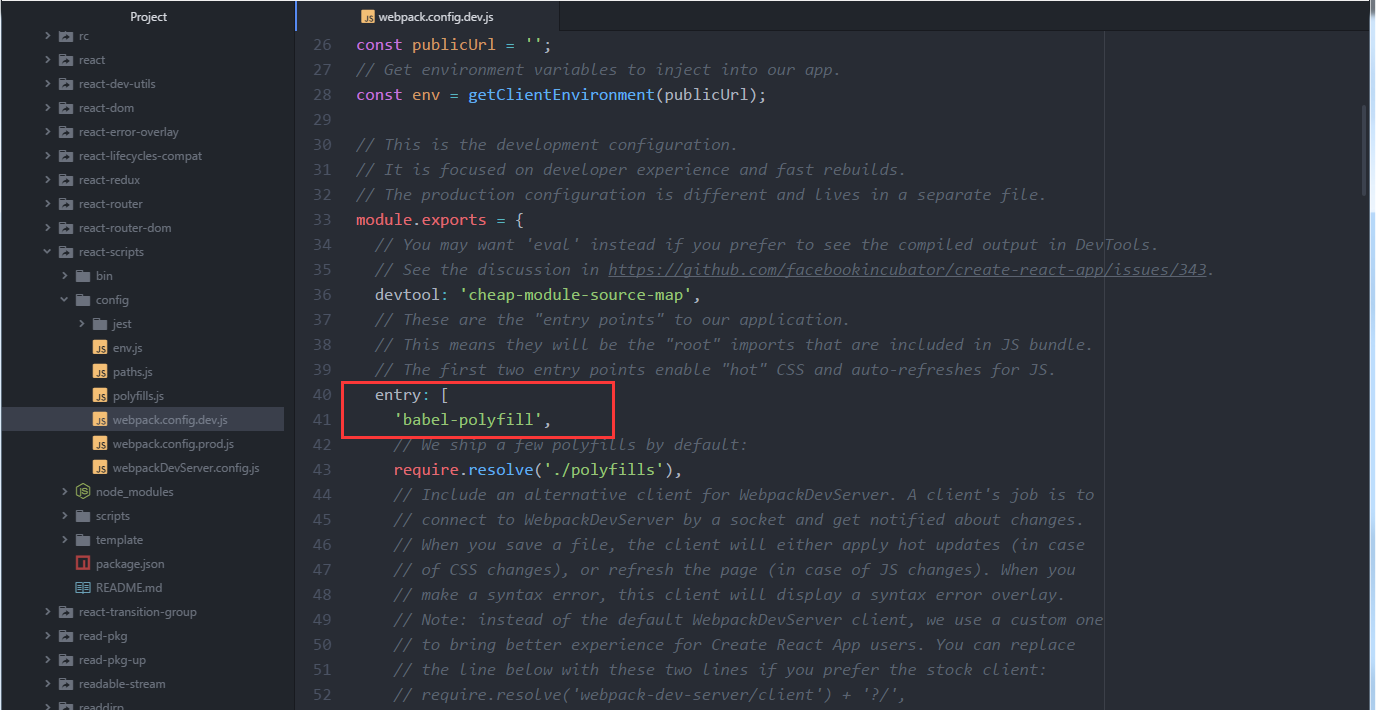 Project
rc
react
react-dev-utils
react-dom
react-error-overlay
react-lifecycles-compat
react-redux
react-router
react-router-dom
react-scripts
bin
config
jest
JS env.js
JS paths.js
JS polyfills.js
JS webpack.config.dev.js
JS webpack.config.prod.js
JS webpackDevServer.config.js
JS node_modules
scripts
template
package.json
README.md
react-transition-group
read-pkg
read-pkg-up
readable-stream
readdirp
JS webpack.config.dev.js
26 const publicUrl = '';
27 // Get environment variables to inject into our app.
28 const env = getClientEnvironment(publicUrl);
29
30 // This is the development configuration.
31 // It is focused on developer experience and fast rebuilds.
32 // The production configuration is different and lives in a separate file.
33 module.exports = {
34 // You may want 'eval' instead if you prefer to see the compiled output in DevTools.
35 // See the discussion in https://github.com/facebookincubator/create-react-app/issues/343.
36 devtool: 'cheap-module-source-map',
37 // These are the "entry points" to our application.
38 // This means they will be the "root" imports that are included in JS bundle.
39 // The first two entry points enable "hot" CSS and auto-refreshes for JS.
40 entry: [
41 'babel-polyfill',
42 // We ship a few polyfills by default:
43 require.resolve('./polyfills'),
44 // Include an alternative client for WebpackDevServer. A client's job is to
45 // connect to WebpackDevServer by a socket and get notified about changes.
46 // When you save a file, the client will either apply hot updates (in case
47 // of CSS changes), or refresh the page (in case of JS changes). When you
48 // make a syntax error, this client will display a syntax error overlay.
49 // Note: instead of the default WebpackDevServer client, we use a custom one
50 // to bring better experience for Create React App users. You can replace
51 // the line below with these two lines if you prefer the stock client:
52 // require.resolve('webpack-dev-server/client') + '?/',